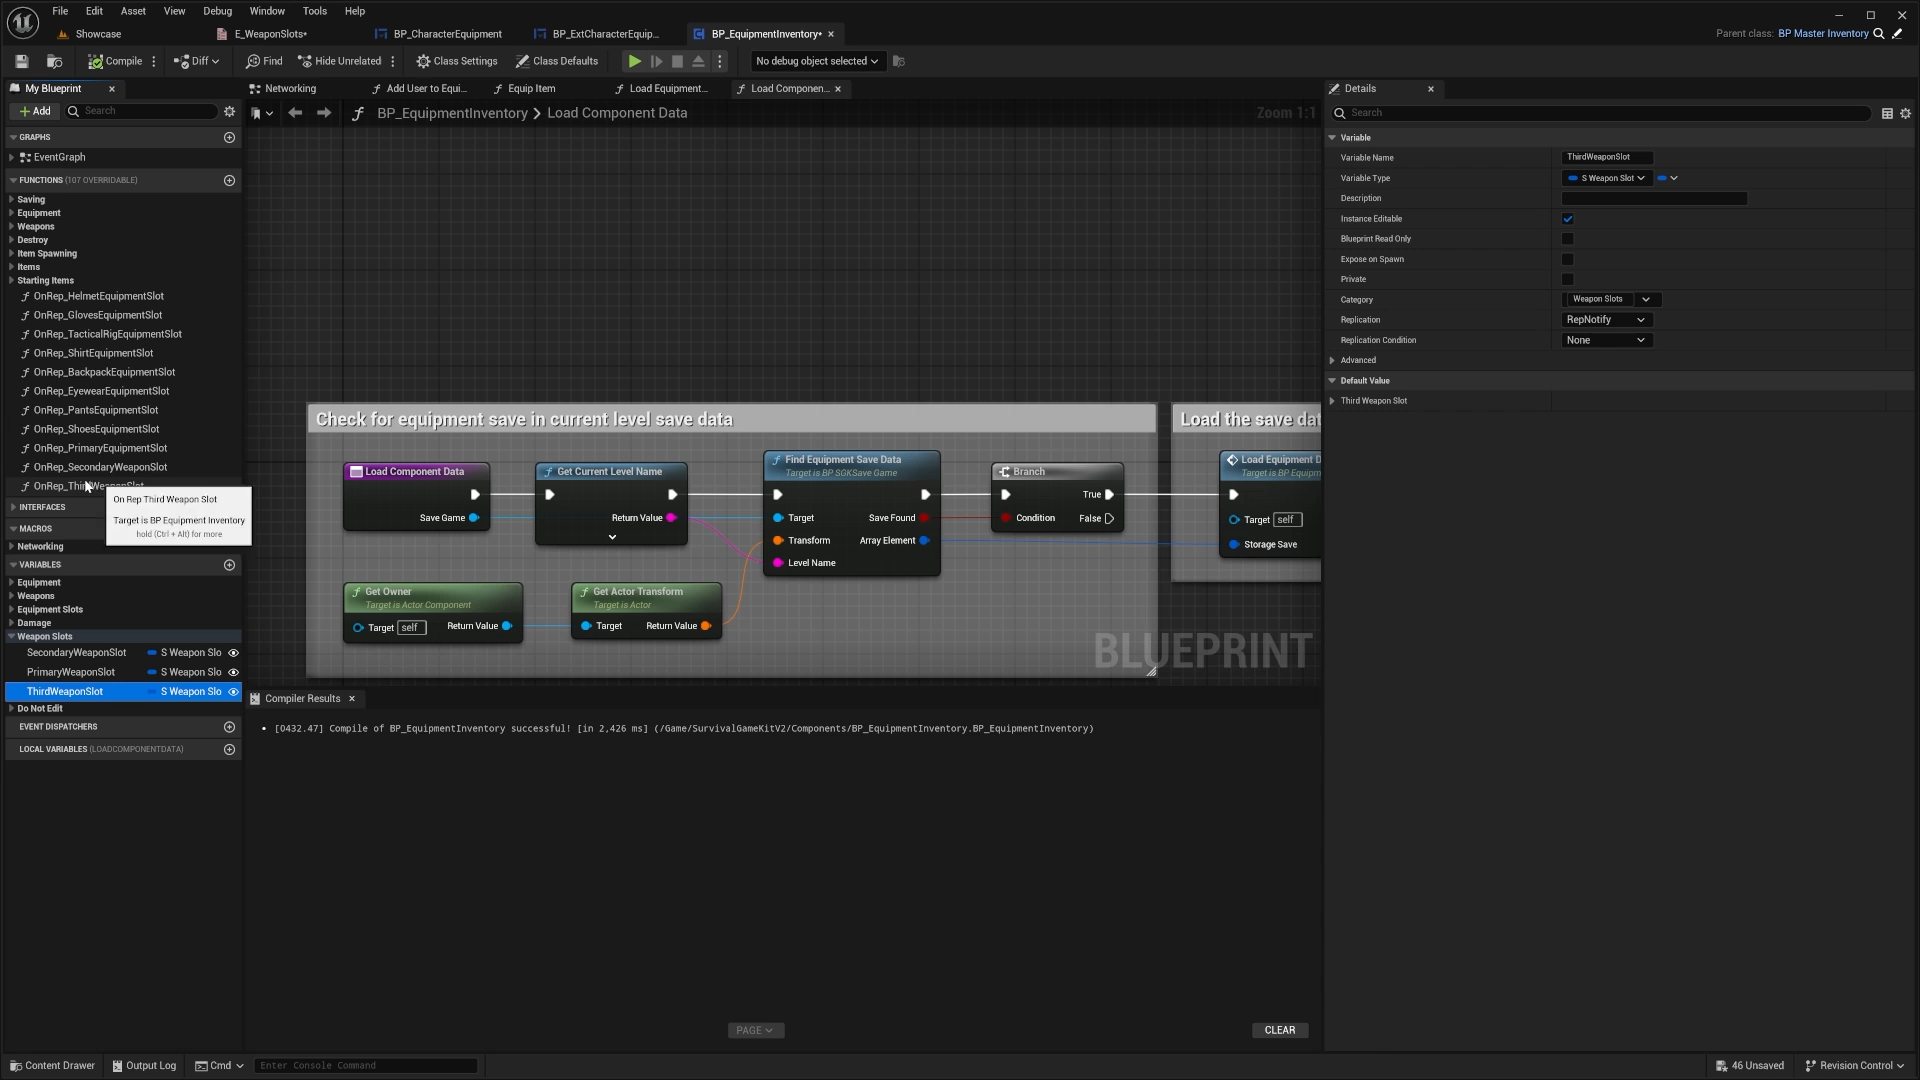 File Edit Asset View Debug Window Tools Help
Showcase E_WeaponSlots* BP_CharacterEquipment BP_ExtCharacterEquip... BP_EquipmentInventory* Parent class: BP Master Inventory
Compile Diff Find Hide Unrelated Class Settings Class Defaults No debug object selected
My Blueprint
Networking Add User to Equi... Equip Item Load Equipment... Load Componen...
Details
Add Search
BP_EquipmentInventory > Load Component Data Zoom 1:1
Search
GRAPHS
EventGraph
FUNCTIONS (107 OVERRIDABLE)
Saving
Equipment
Weapons
Destroy
Item Spawning
Items
Starting Items
OnRep_HelmetEquipmentSlot
OnRep_GlovesEquipmentSlot
OnRep_TacticalRigEquipmentSlot
OnRep_ShirtEquipmentSlot
OnRep_BackpackEquipmentSlot
OnRep_EyewearEquipmentSlot
OnRep_PantsEquipmentSlot
OnRep_ShoesEquipmentSlot
OnRep_PrimaryEquipmentSlot
OnRep_SecondaryWeaponSlot
OnRep_ThirdWeaponSlot
On Rep Third Weapon Slot
Target is BP Equipment Inventory
hold (Ctrl + Alt) for more
INTERFACES
MACROS
Networking
VARIABLES
Equipment
Weapons
Equipment Slots
Damage
Weapon Slots
SecondaryWeaponSlot S Weapon Slo
PrimaryWeaponSlot S Weapon Slo
ThirdWeaponSlot S Weapon Slo
Do Not Edit
EVENT DISPATCHERS
LOCAL VARIABLES (LOADCOMPONENTDATA)
Check for equipment save in current level save data
Load Component Data
Save Game
Get Current Level Name
Return Value
Find Equipment Save Data
Target is BP SGKSave Game
Target Save Found
Transform Array Element
Level Name
Branch
True
Condition False
Get Owner
Target is Actor Component
Target self Return Value
Get Actor Transform
Target is Actor
Target Return Value
Load the save dat
Load Equipment D
Target is BP Equipm
Target self
Storage Save
BLUEPRINT
Compiler Results
[0432.47] Compile of BP_EquipmentInventory successful! [in 2,426 ms] (/Game/SurvivalGameKitV2/Components/BP_EquipmentInventory.BP_EquipmentInventory)
PAGE CLEAR
Variable
Variable Name ThirdWeaponSlot
Variable Type S Weapon Slot
Description
Instance Editable
Blueprint Read Only
Expose on Spawn
Private
Category Weapon Slots
Replication RepNotify
Replication Condition None
Advanced
Default Value
Third Weapon Slot
Content Drawer Output Log Cmd Enter Console Command 46 Unsaved Revision Control